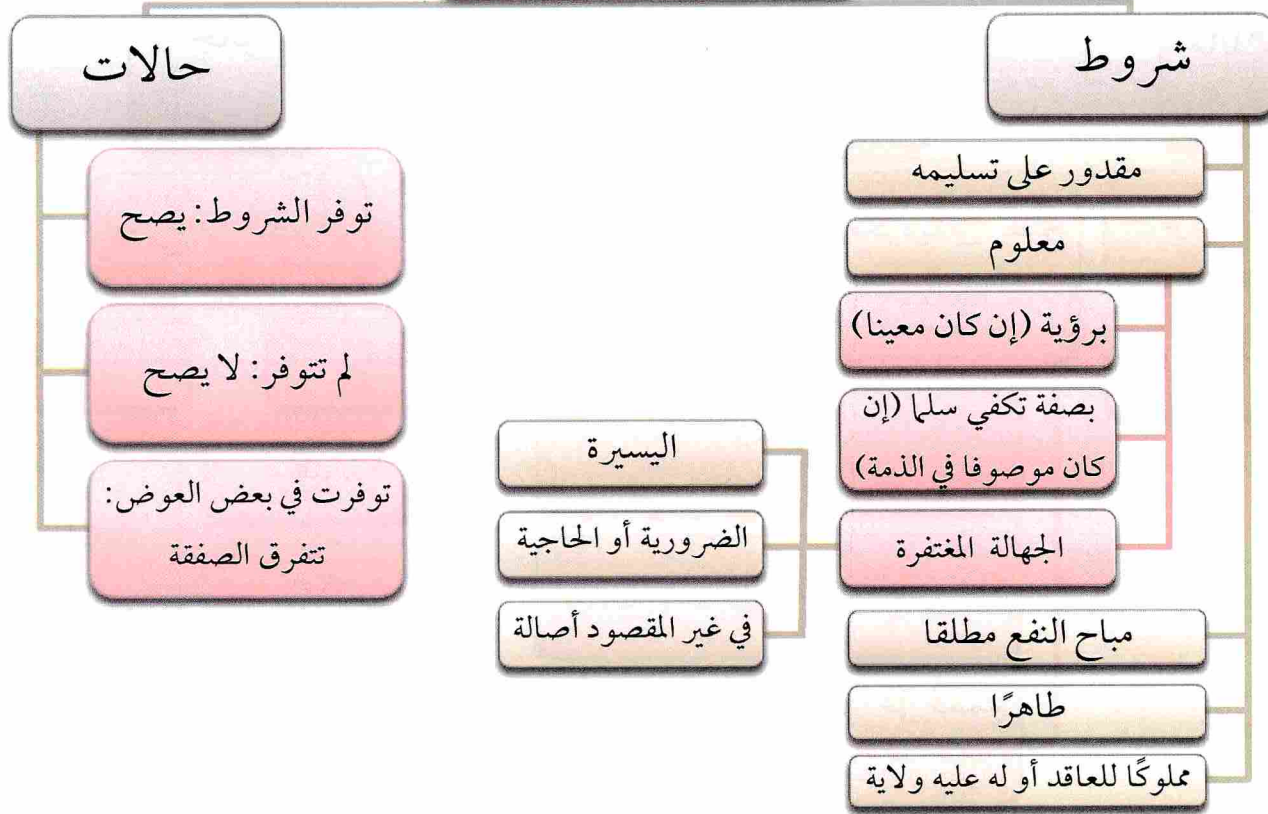 شروط
مقدور على تسليمه
معلوم
برؤية (إن كان معينا)
بصفة تكفي سلما (إن
كان موصوفا في الذمة)
الجهالة المغتفرة
اليسيرة
الضرورية أو الحاجية
في غير المقصود أصالة
مباح النفع مطلقا
طاهرًا
مملوكًا للعاقد أو له عليه ولاية
حالات
توفر الشروط: يصح
لم تتوفر: لا يصح
توفرت في بعض العوض:
تتفرق الصفقة